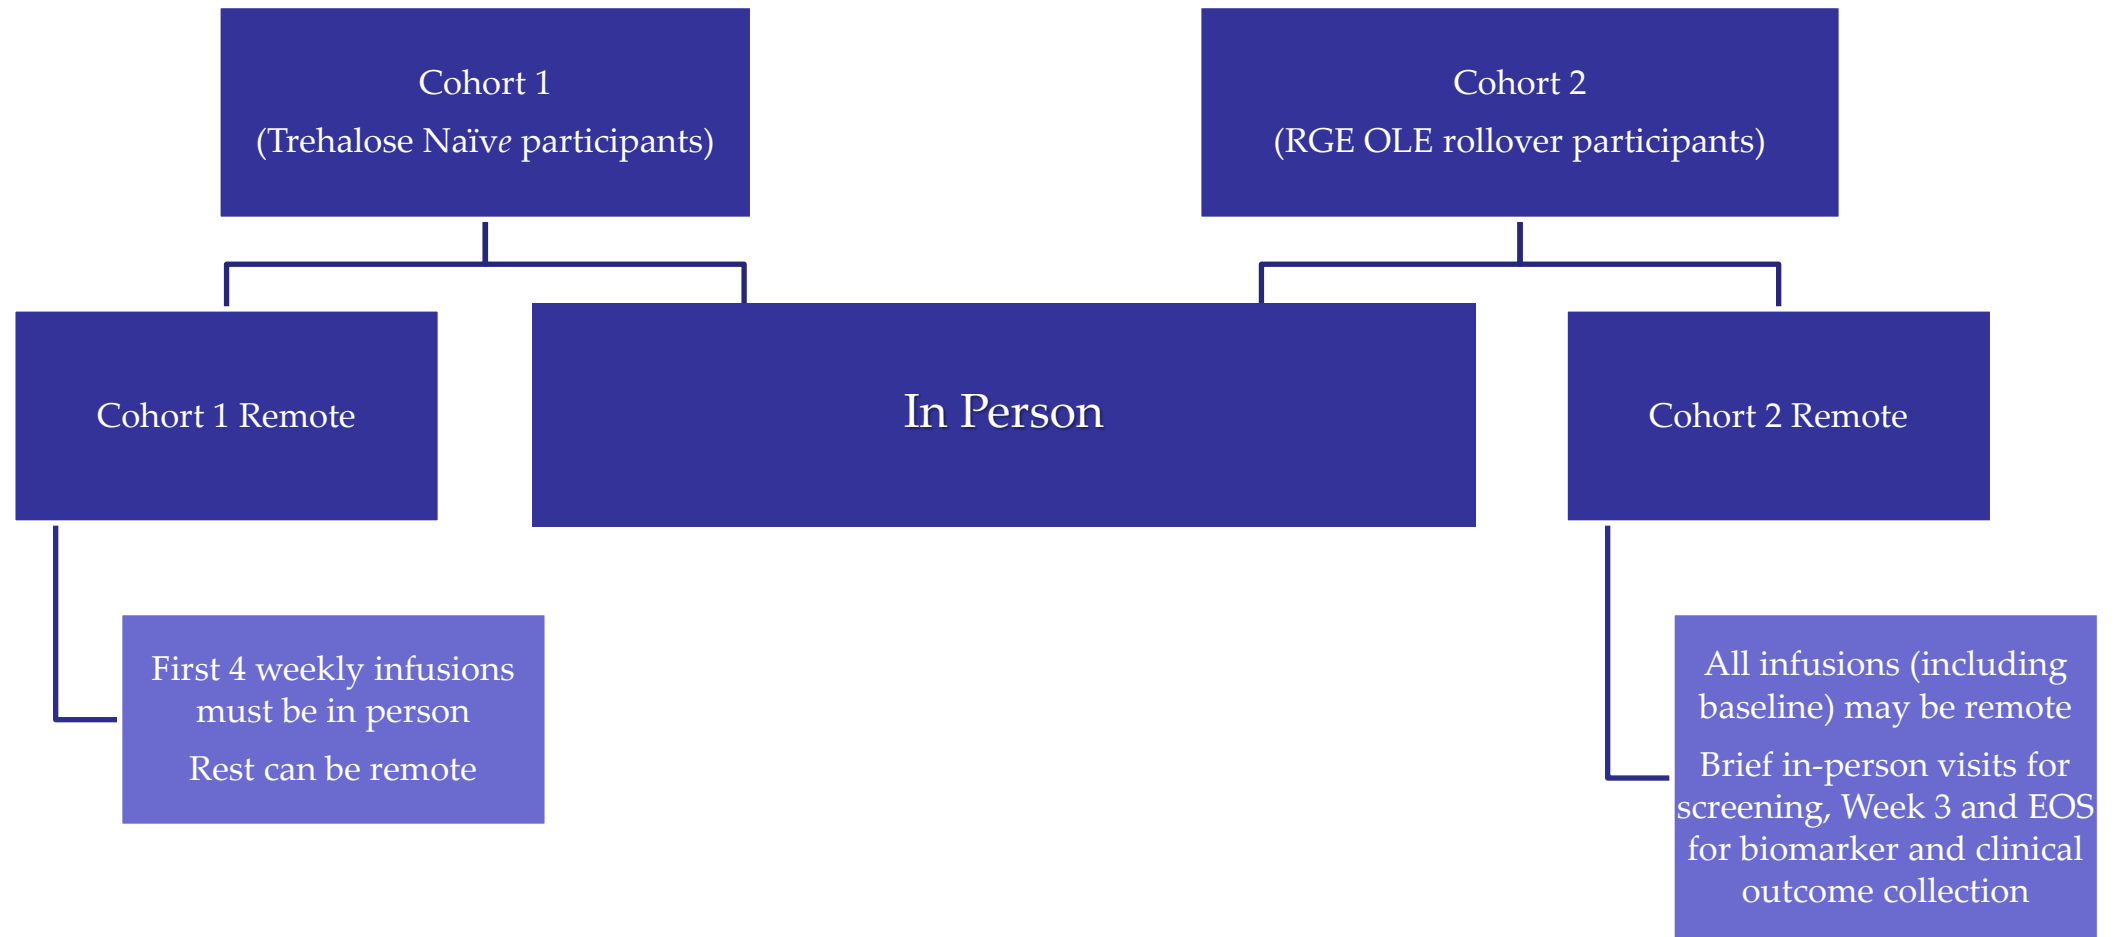 Cohort 1
(Trehalose Naïve participants)
Cohort 2
(RGE OLE rollover participants)
Cohort 1 Remote
In Person
Cohort 2 Remote
First 4 weekly infusions
must be in person
Rest can be remote
All infusions (including
baseline) may be remote
Brief in-person visits for
screening, Week 3 and EOS
for biomarker and clinical
outcome collection